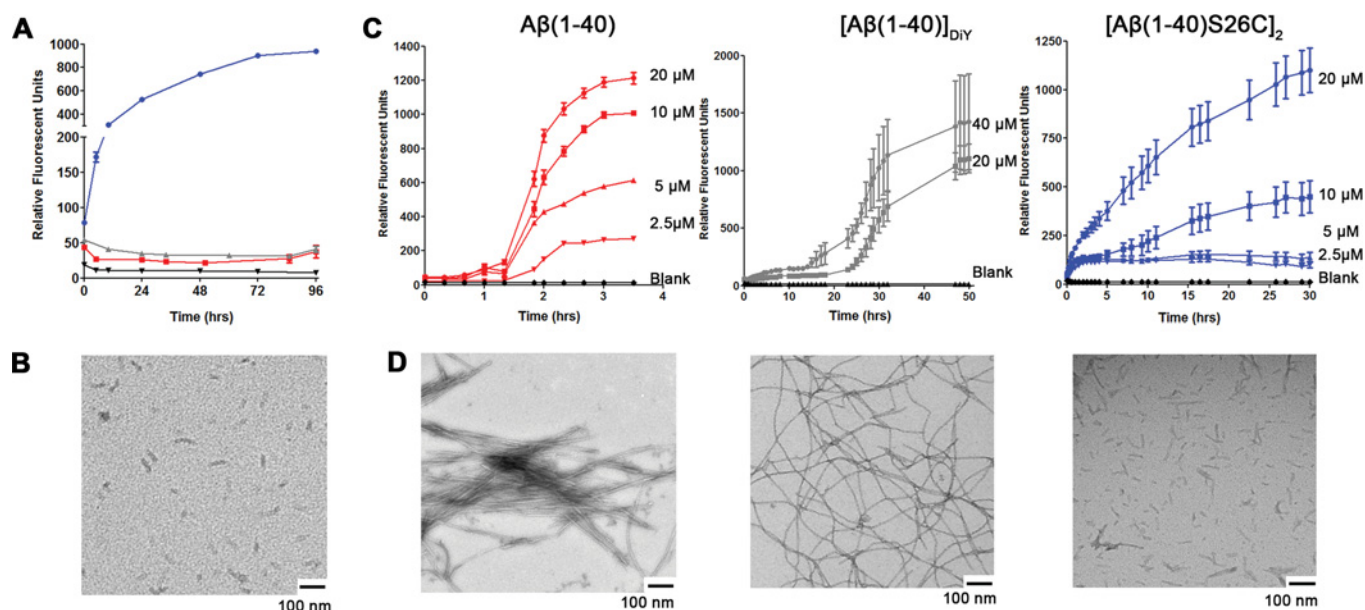 A
Relative Fluorescent Units
1000
800
600
400
200
150
100
50
0
0 24 48 72 96
Time (hrs)
C
Aβ(1-40)
Relative Fluorescent Units
1400
1200
1000
800
600
400
200
0
0 1 2 3 4
Time (hrs)
20 µM
10 µM
5 µM
2.5µM
Blank
[Aβ(1-40)]DiY
Relative Fluorescent Units
2000
1500
1000
500
0
0 10 20 30 40 50
Time (hrs)
40 µM
20 µM
Blank
[Aβ(1-40)S26C]2
Relative Fluorescent Units
1250
1000
750
500
250
0
0 5 10 15 20 25 30
Time (hrs)
20 µM
10 µM
5 µM
2.5µM
Blank
B
100 nm
D
100 nm
100 nm
100 nm